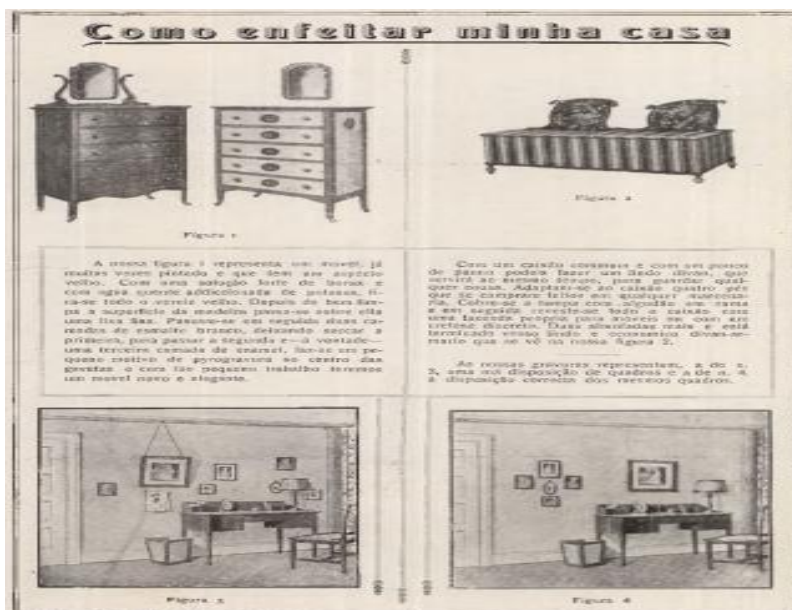 Como enfeitar minha casa
Figura 1
Figura 2
A nossa figura 1 representa um movel, já
muitas vezes pintado e que tem um aspecto
velho. Com uma solução forte de borax e
com agua quente addicionada de potassa, ti-
ra-se todo o verniz velho. Depois de bem lim-
pa a superficie da madeira passa-se sobre ella
uma lixa fina. Passam-se em seguida duas ca-
madas de esmalte branco, deixando seccar a
primeira, para passar a segunda e—á vontade—
uma terceira camada de esmalte, faz-se um pe-
queno motivo de pyrogravura no centro das
gavetas e com tão pequeno trabalho teremos
um movel novo e elegante.
Com um caixão commum e com um pouco
de panno podeis fazer um lindo divan, que
servirá ao mesmo tempo, para guardar qual-
quer cousa. Adaptar-se ao caixão quatro pés
que se compram feitos em qualquer
Cobre-se a tampa com algodão em rama
e em seguida reveste-se todo o caixão com
uma fazenda propria para moveis ou com um
cretone discreto. Duas almofadas mais e está
terminado vosso lindo e economico divan-ar-
mario que se vê na nossa figura 2.
As nossas gravuras representam, a de n.
3, uma má disposição de quadros e a de n. 4
a disposição correcta dos mesmos quadros.
Figura 3
Figura 4